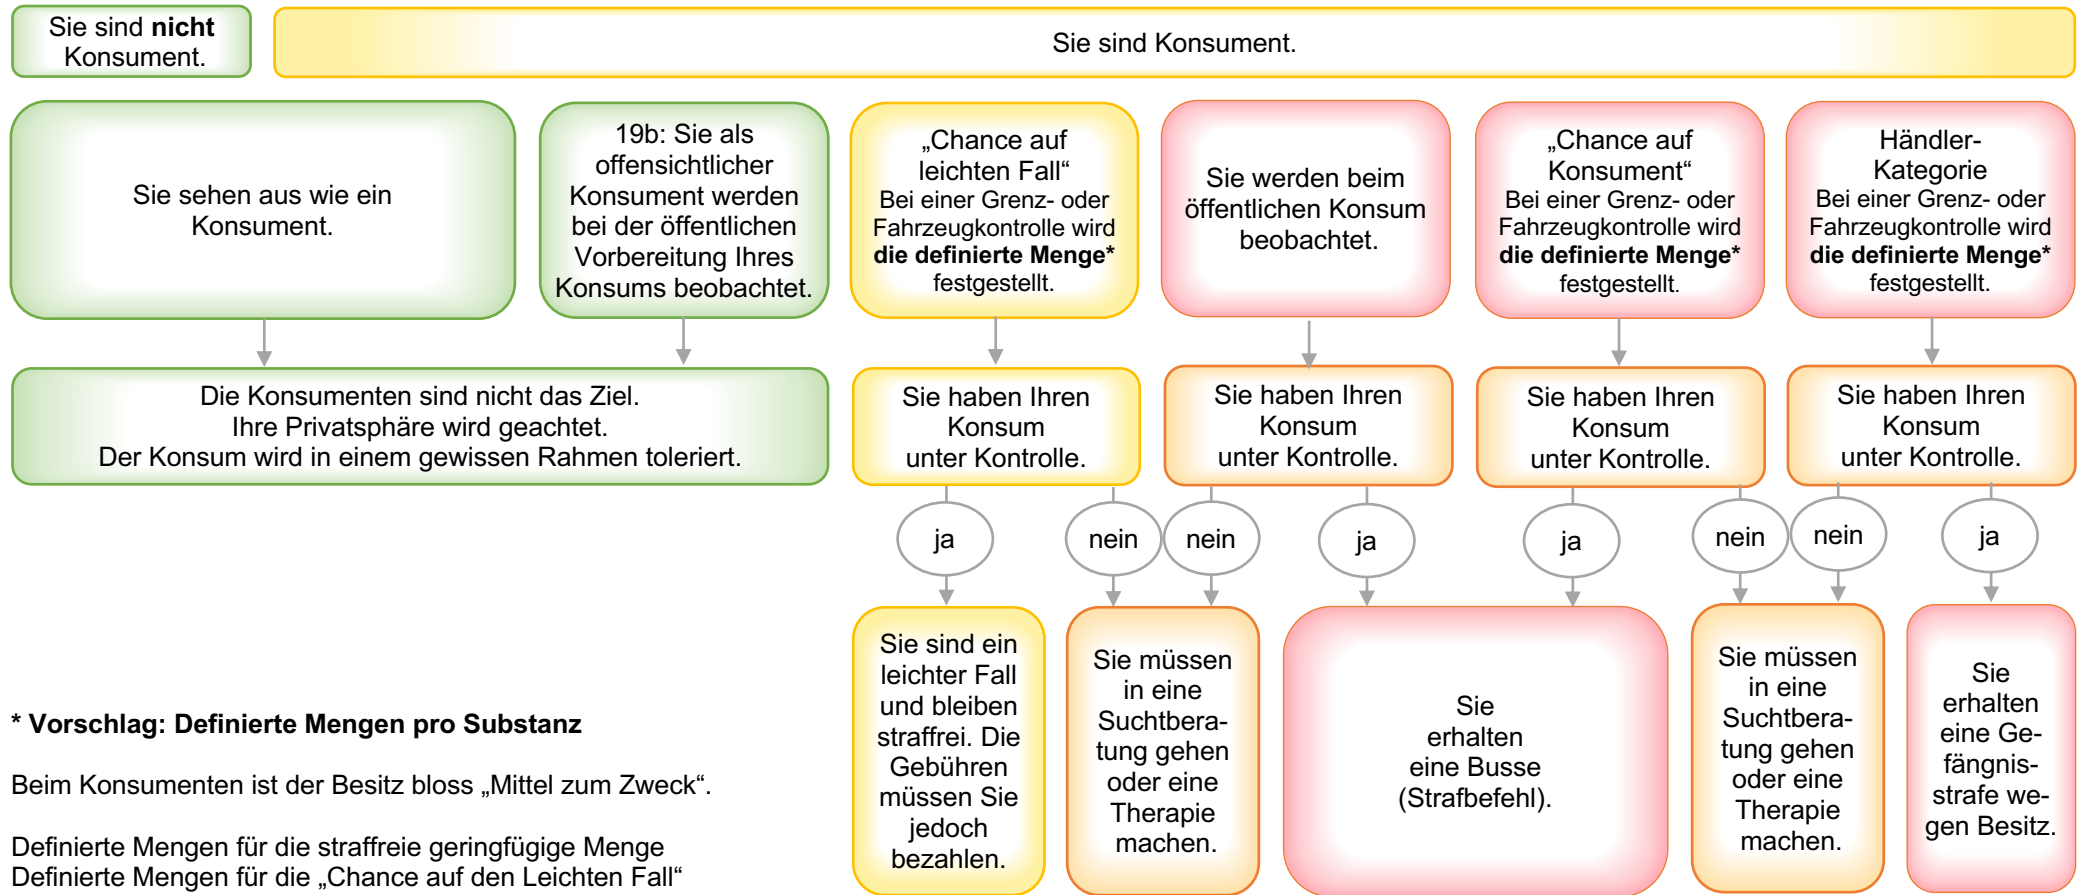 Sie sind nicht
Konsument.
Sie sind Konsument.
Sie sehen aus wie ein
Konsument.
19b: Sie als
offensichtlicher
Konsument werden
bei der öffentlichen
Vorbereitung Ihres
Konsums beobachtet.
„Chance auf
leichten Fall“
Bei einer Grenz- oder
Fahrzeugkontrolle wird
die definierte Menge*
festgestellt.
Sie werden beim
öffentlichen Konsum
beobachtet.
„Chance auf
Konsument“
Bei einer Grenz- oder
Fahrzeugkontrolle wird
die definierte Menge*
festgestellt.
Händler-
Kategorie
Bei einer Grenz- oder
Fahrzeugkontrolle wird
die definierte Menge*
festgestellt.
Die Konsumenten sind nicht das Ziel.
Ihre Privatsphäre wird geachtet.
Der Konsum wird in einem gewissen Rahmen toleriert.
Sie haben Ihren
Konsum
unter Kontrolle.
Sie haben Ihren
Konsum
unter Kontrolle.
Sie haben Ihren
Konsum
unter Kontrolle.
Sie haben Ihren
Konsum
unter Kontrolle.
ja
nein
nein
ja
ja
nein
nein
ja
Sie sind ein
leichter Fall
und bleiben
straffrei. Die
Gebühren
müssen Sie
jedoch
bezahlen.
Sie müssen
in eine
Suchtbera-
tung gehen
oder eine
Therapie
machen.
Sie
erhalten
eine Busse
(Strafbefehl).
Sie müssen
in eine
Suchtbera-
tung gehen
oder eine
Therapie
machen.
Sie
erhalten
eine Ge-
fängnis-
strafe we-
gen Besitz.
* Vorschlag: Definierte Mengen pro Substanz
Beim Konsumenten ist der Besitz bloss „Mittel zum Zweck“.
Definierte Mengen für die straffreie geringfügige Menge
Definierte Mengen für die „Chance auf den Leichten Fall“